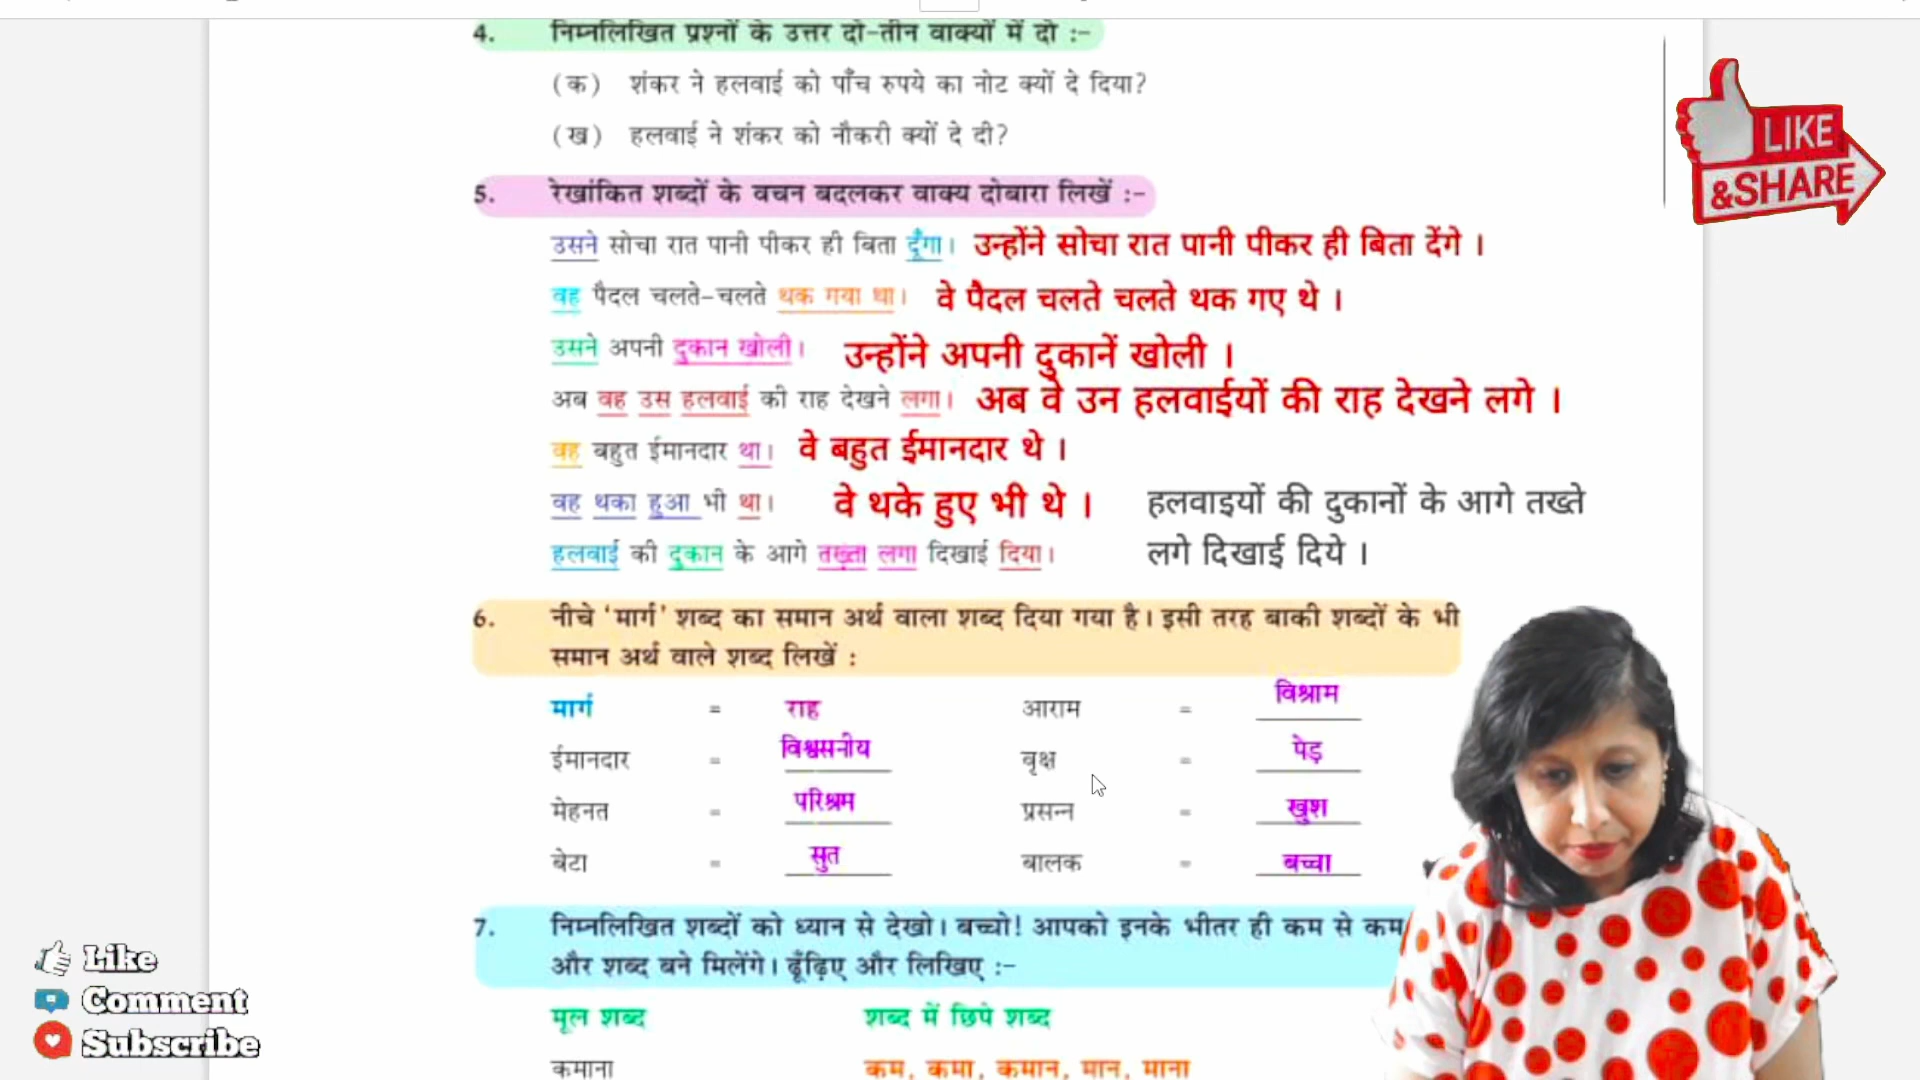 4. निम्नलिखित प्रश्नों के उत्तर दो-तीन वाक्यों में दो :-
(क) शंकर ने हलवाई को पाँच रुपये का नोट क्यों दे दिया?
(ख) हलवाई ने शंकर को नौकरी क्यों दे दी?
LIKE
&SHARE
5. रेखांकित शब्दों के वचन बदलकर वाक्य दोबारा लिखें :-
उसने सोचा रात पानी पीकर ही बिता दूँगा। उन्होंने सोचा रात पानी पीकर ही बिता देंगे ।
वह पैदल चलते-चलते थक गया था। वे पैदल चलते चलते थक गए थे ।
उसने अपनी दुकान खोली। उन्होंने अपनी दुकानें खोली ।
अब वह उस हलवाई की राह देखने लगा। अब वे उन हलवाईयों की राह देखने लगे ।
वह बहुत ईमानदार था। वे बहुत ईमानदार थे ।
वह थका हुआ भी था। वे थके हुए भी थे । हलवाइयों की दुकानों के आगे तख्ते
हलवाई की दुकान के आगे तख्ता लगा दिखाई दिया। लगे दिखाई दिये ।
6. नीचे 'मार्ग' शब्द का समान अर्थ वाला शब्द दिया गया है। इसी तरह बाकी शब्दों के भी
समान अर्थ वाले शब्द लिखें :
मार्ग = राह आराम = विश्राम
ईमानदार = विश्वसनीय वृक्ष = पेड़
मेहनत = परिश्रम प्रसन्न = खुश
बेटा = सुत बालक = बच्चा
7. निम्नलिखित शब्दों को ध्यान से देखो। बच्चो! आपको इनके भीतर ही कम से कम
और शब्द बने मिलेंगे। ढूँढ़िए और लिखिए :-
मूल शब्द शब्द में छिपे शब्द
कमाना कम, कमा, कमान, मान, माना
Like
Comment
Subscribe